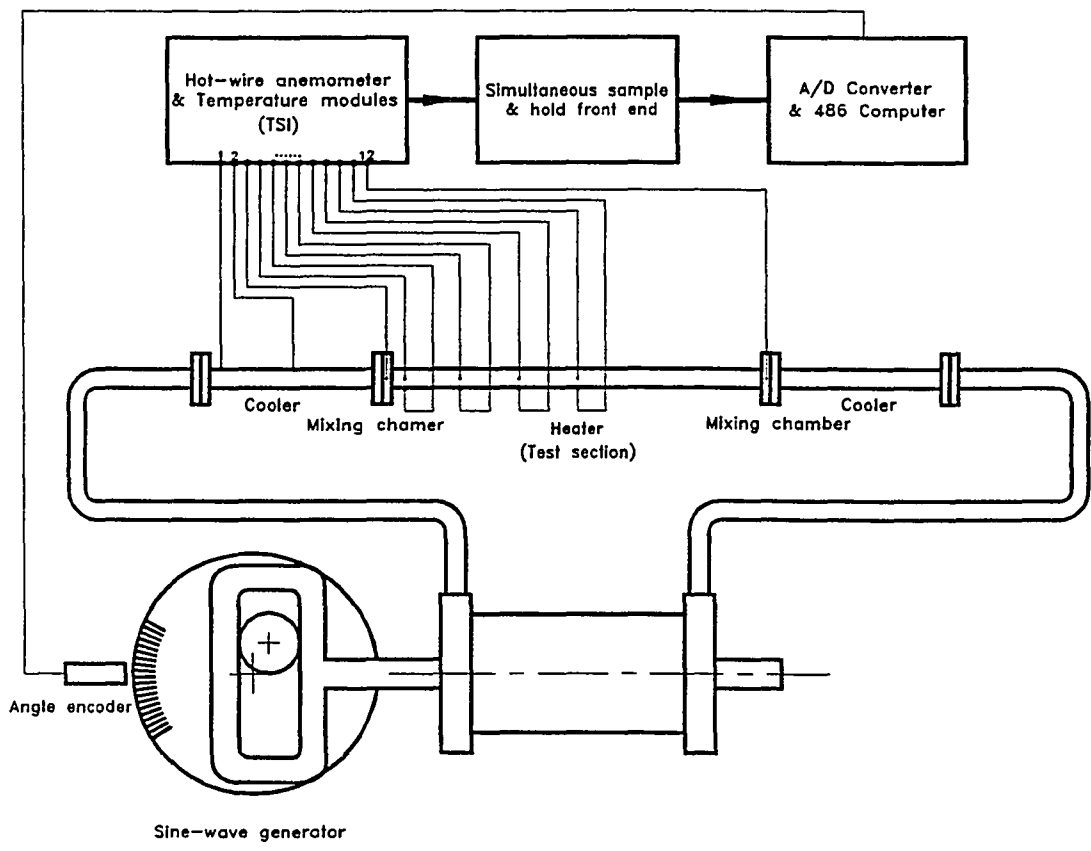 Hot-wire anemometer
& Temperature modules
(TSI)
1 2 ...... 12
Simultaneous sample
& hold front end
A/D Converter
& 486 Computer
Cooler
Mixing chamer
Heater
(Test section)
Mixing chamber
Cooler
Angle encoder
Sine-wave generator